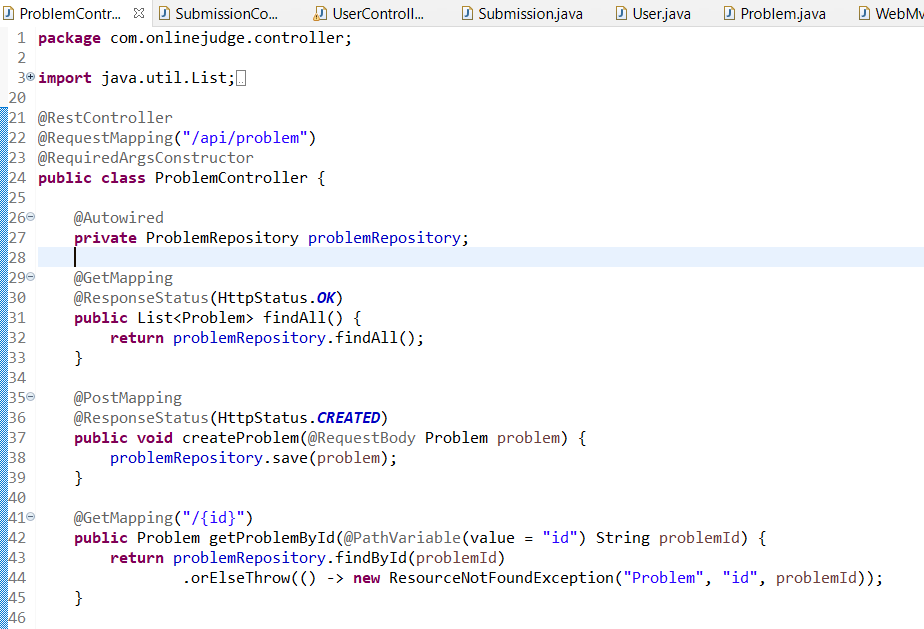 ProblemContr... SubmissionCo... UserControll... Submission.java User.java Problem.java WebMv
1 package com.onlinejudge.controller;
2
3 import java.util.List;
20
21 @RestController
22 @RequestMapping("/api/problem")
23 @RequiredArgsConstructor
24 public class ProblemController {
25
26 @Autowired
27 private ProblemRepository problemRepository;
28
29 @GetMapping
30 @ResponseStatus(HttpStatus.OK)
31 public List<Problem> findAll() {
32 return problemRepository.findAll();
33 }
34
35 @PostMapping
36 @ResponseStatus(HttpStatus.CREATED)
37 public void createProblem(@RequestBody Problem problem) {
38 problemRepository.save(problem);
39 }
40
41 @GetMapping("/{id}")
42 public Problem getProblemById(@PathVariable(value = "id") String problemId) {
43 return problemRepository.findById(problemId)
44 .orElseThrow(() -> new ResourceNotFoundException("Problem", "id", problemId));
45 }
46